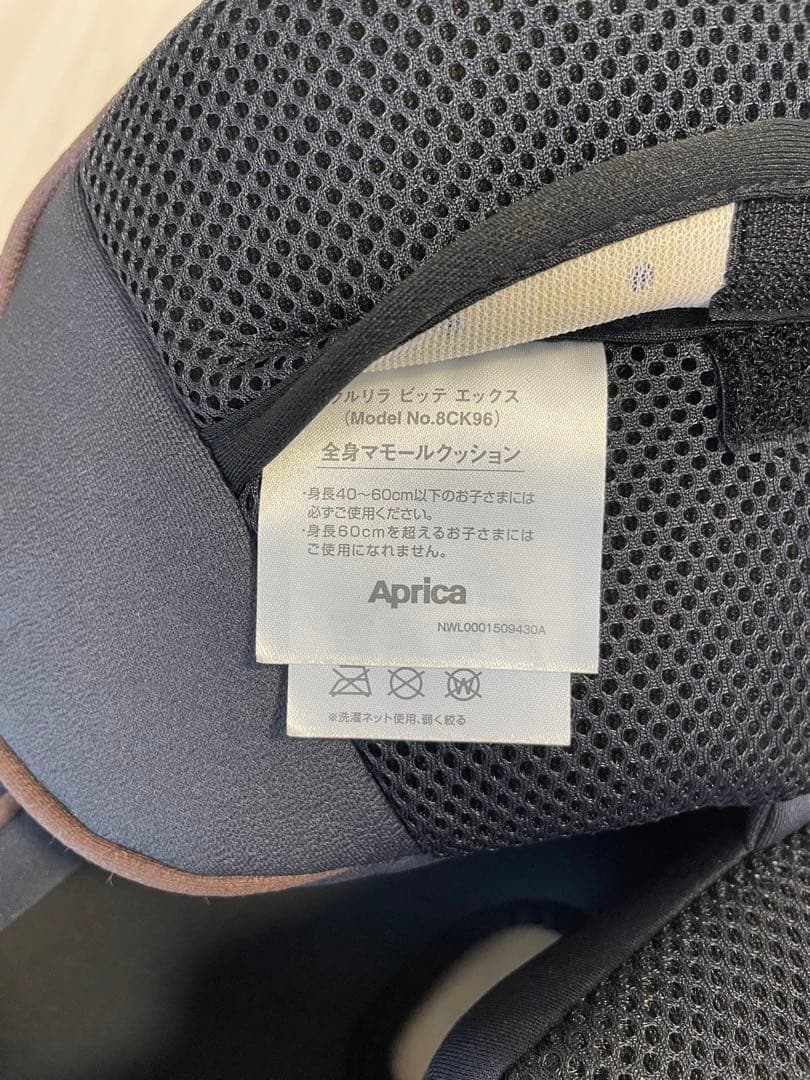 ルリラ ビッテ エックス
(Model No.8CK96)
全身マモールクッション
・身長40〜60cm以下のお子さまには
必ずご使用ください。
・身長60cmを超えるお子さまには
ご使用になれません。
Aprica
NWL0001509430A
W
※洗濯ネット使用、弱く絞る